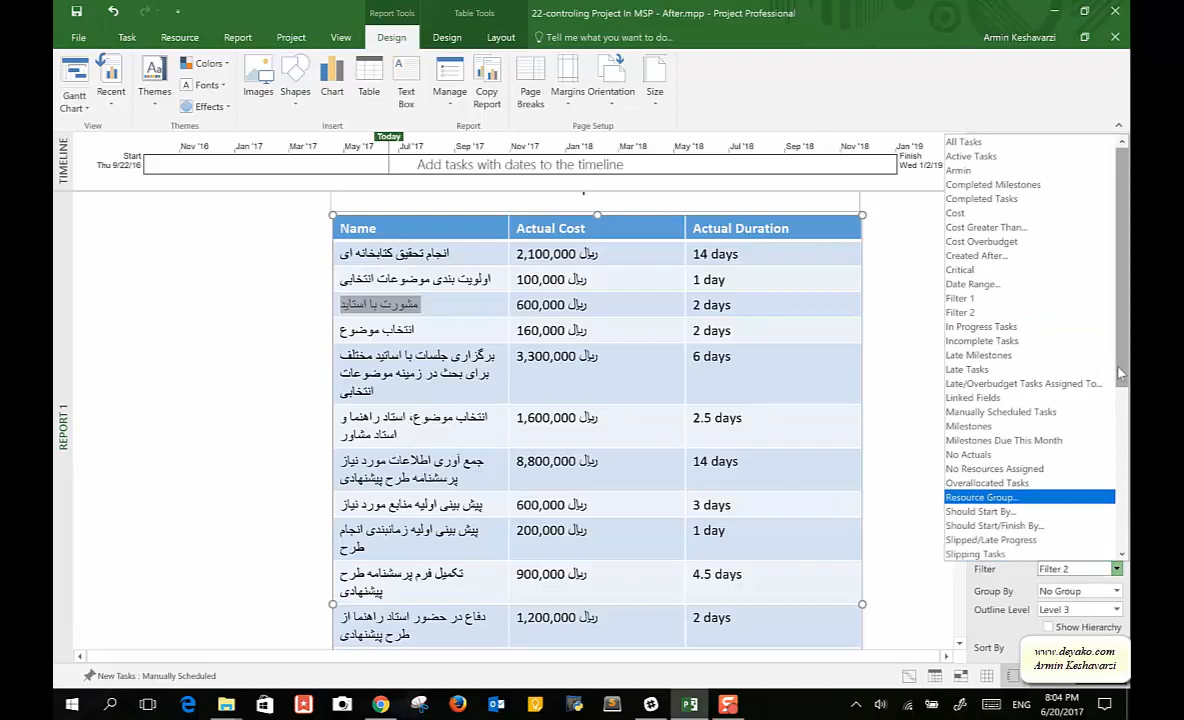 Report Tools
Table Tools
22-controling Project In MSP - After.mpp - Project Professional
File
Task
Resource
Report
Project
View
Design
Design
Layout
Tell me what you want to do...
Armin Keshavarzi
Gantt Chart
Recent
Themes
Colors
Fonts
Effects
Images
Shapes
Chart
Table
Text Box
Manage
Copy Report
Page Breaks
Margins
Orientation
Size
View
Themes
Insert
Report
Page Setup
TIMELINE
Today
Start
Thu 9/22/16
Nov '16
Jan '17
Mar '17
May '17
Jul '17
Sep '17
Nov '17
Jan '18
Mar '18
May '18
Jul '18
Sep '18
Nov '18
Jan '19
Add tasks with dates to the timeline
Finish
Wed 1/2/19
REPORT 1
Name Actual Cost Actual Duration
انجام تحقیق کتابخانه ای ریال 2,100,000 14 days
اولویت بندی موضوعات انتخابی ریال 100,000 1 day
مشورت با اساتید ریال 600,000 2 days
انتخاب موضوع ریال 160,000 2 days
برگزاری جلسات با اساتید مختلف ریال 3,300,000 6 days
برای بحث در زمینه موضوعات
انتخابی
انتخاب موضوع، استاد راهنما و ریال 1,600,000 2.5 days
استاد مشاور
جمع آوری اطلاعات مورد نیاز ریال 8,800,000 14 days
پرسشنامه طرح پیشنهادی
پیش بینی اولیه منابع مورد نیاز ریال 600,000 3 days
پیش بینی اولیه زمانبندی انجام ریال 200,000 1 day
طرح
تکمیل فرم پرسشنامه طرح ریال 900,000 4.5 days
پیشنهادی
دفاع در حضور استاد راهنما از ریال 1,200,000 2 days
طرح پیشنهادی
All Tasks
Active Tasks
Armin
Completed Milestones
Completed Tasks
Cost
Cost Greater Than...
Cost Overbudget
Created After...
Critical
Date Range...
Filter 1
Filter 2
In Progress Tasks
Incomplete Tasks
Late Milestones
Late Tasks
Late/Overbudget Tasks Assigned To...
Linked Fields
Manually Scheduled Tasks
Milestones
Milestones Due This Month
No Actuals
No Resources Assigned
Overallocated Tasks
Resource Group...
Should Start By...
Should Start/Finish By...
Slipped/Late Progress
Slipping Tasks
Filter Filter 2
Group By No Group
Outline Level Level 3
Show Hierarchy
Sort By
www.deyako.com
Armin Keshavarzi
New Tasks : Manually Scheduled
8:04 PM
6/20/2017